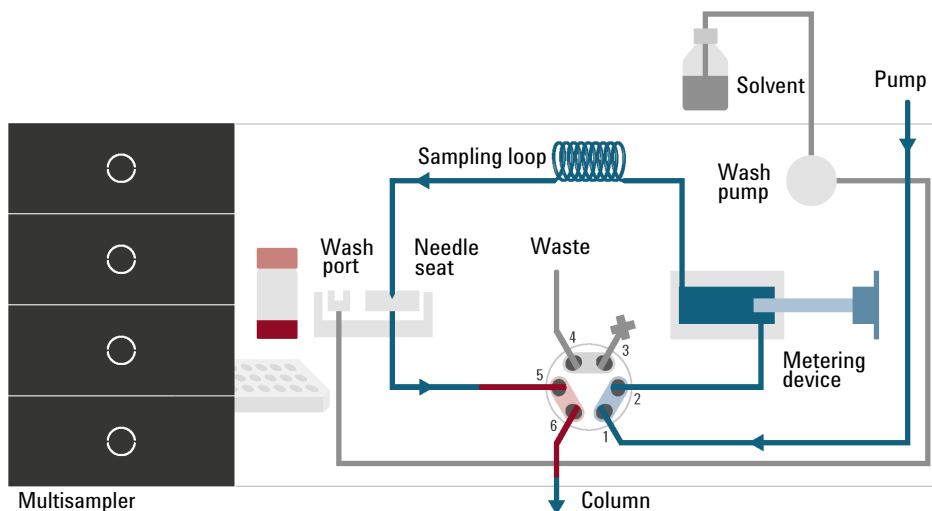 Solvent
Pump
Sampling loop
Wash
pump
Wash
port
Needle
seat
Waste
4
3
5
2
6
1
Metering
device
Multisampler
Column